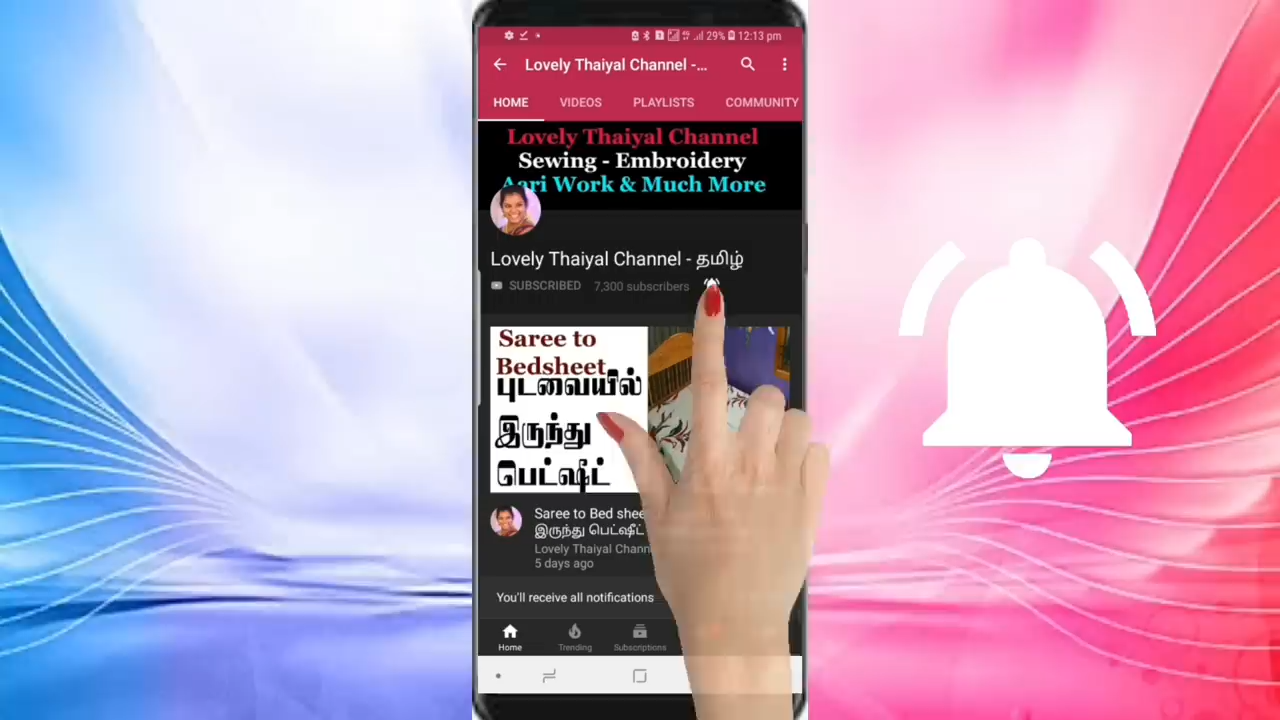 29% 12:13 pm
Lovely Thaiyal Channel -...
HOME VIDEOS PLAYLISTS COMMUNITY
Lovely Thaiyal Channel
Sewing - Embroidery
Aari Work & Much More
Lovely Thaiyal Channel - தமிழ்
SUBSCRIBED 7,300 subscribers
Saree to
Bedsheet
புடவையில்
இருந்து
பெட்ஷீட்
Saree to Bed shee
இருந்து பெட்ஷீட்
Lovely Thaiyal Chann
5 days ago
You'll receive all notifications
Home Trending Subscriptions